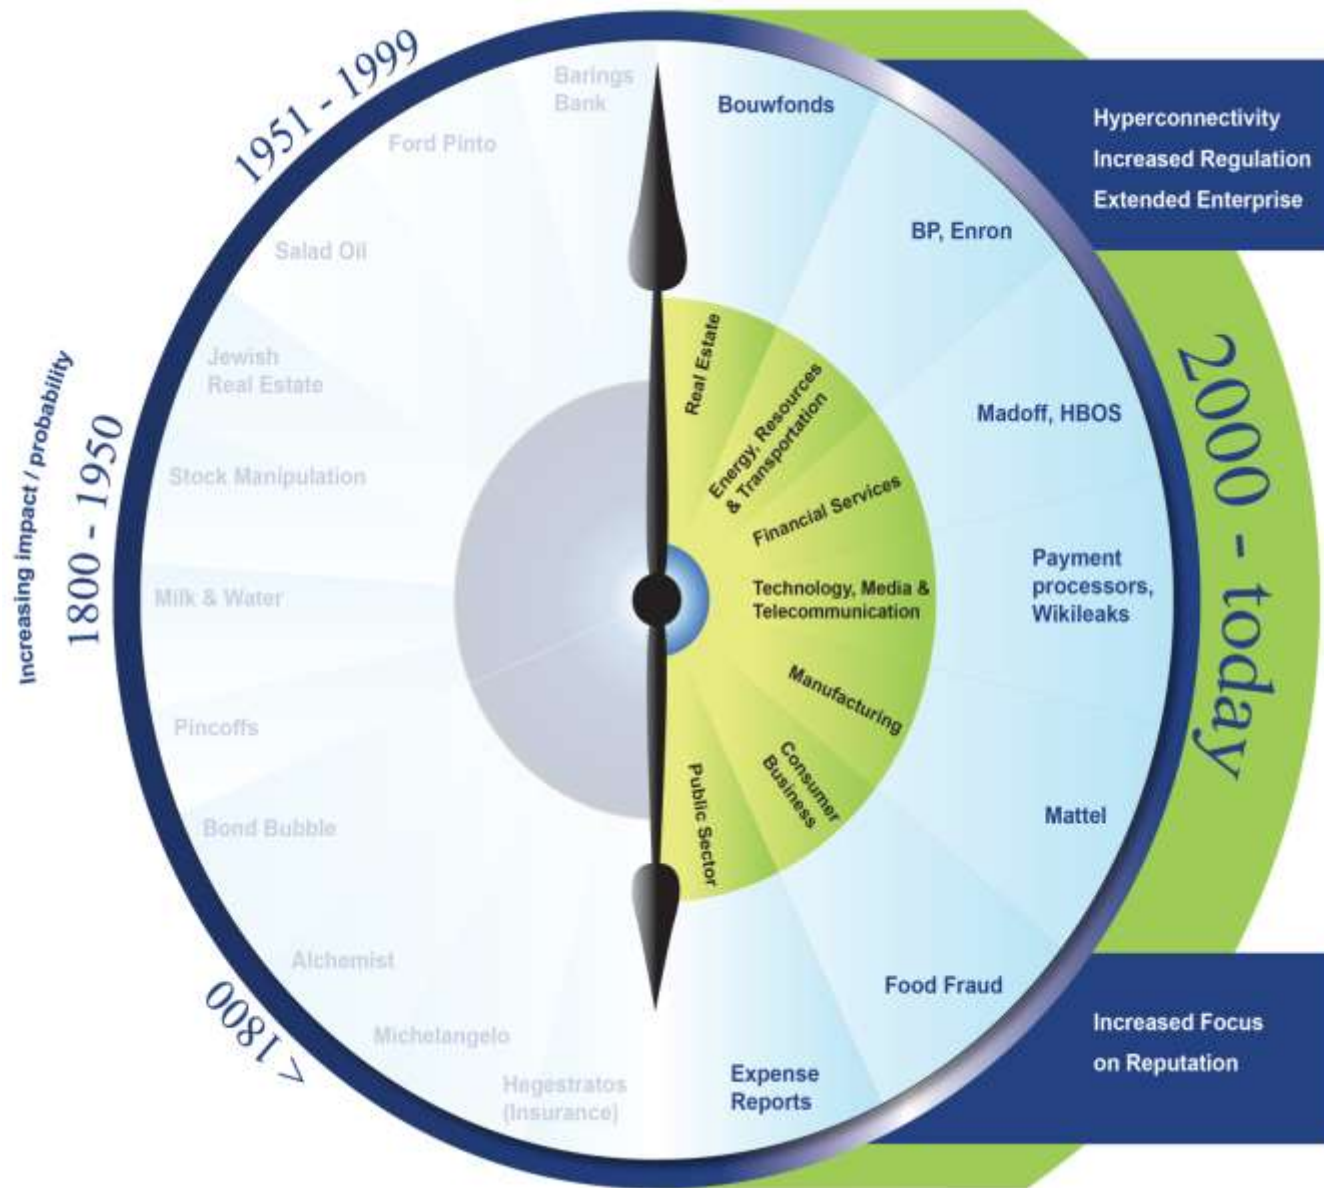 1951 - 1999
Barings
Bank
Ford Pinto
Salad Oil
Jewish
Real Estate
Stock Manipulation
Milk & Water
Pincoffs
Bond Bubble
Alchemist
Michelangelo
Hegestratos
(Insurance)
Increasing impact / probability
1800 - 1950
< 1800
Bouwfonds
BP, Enron
Madoff, HBOS
Payment
processors,
Wikileaks
Mattel
Food Fraud
Expense
Reports
Real Estate
Energy, Resources
& Transportation
Financial Services
Technology, Media &
Telecommunication
Manufacturing
Consumer
Business
Public Sector
Hyperconnectivity
Increased Regulation
Extended Enterprise
2000 - today
Increased Focus
on Reputation